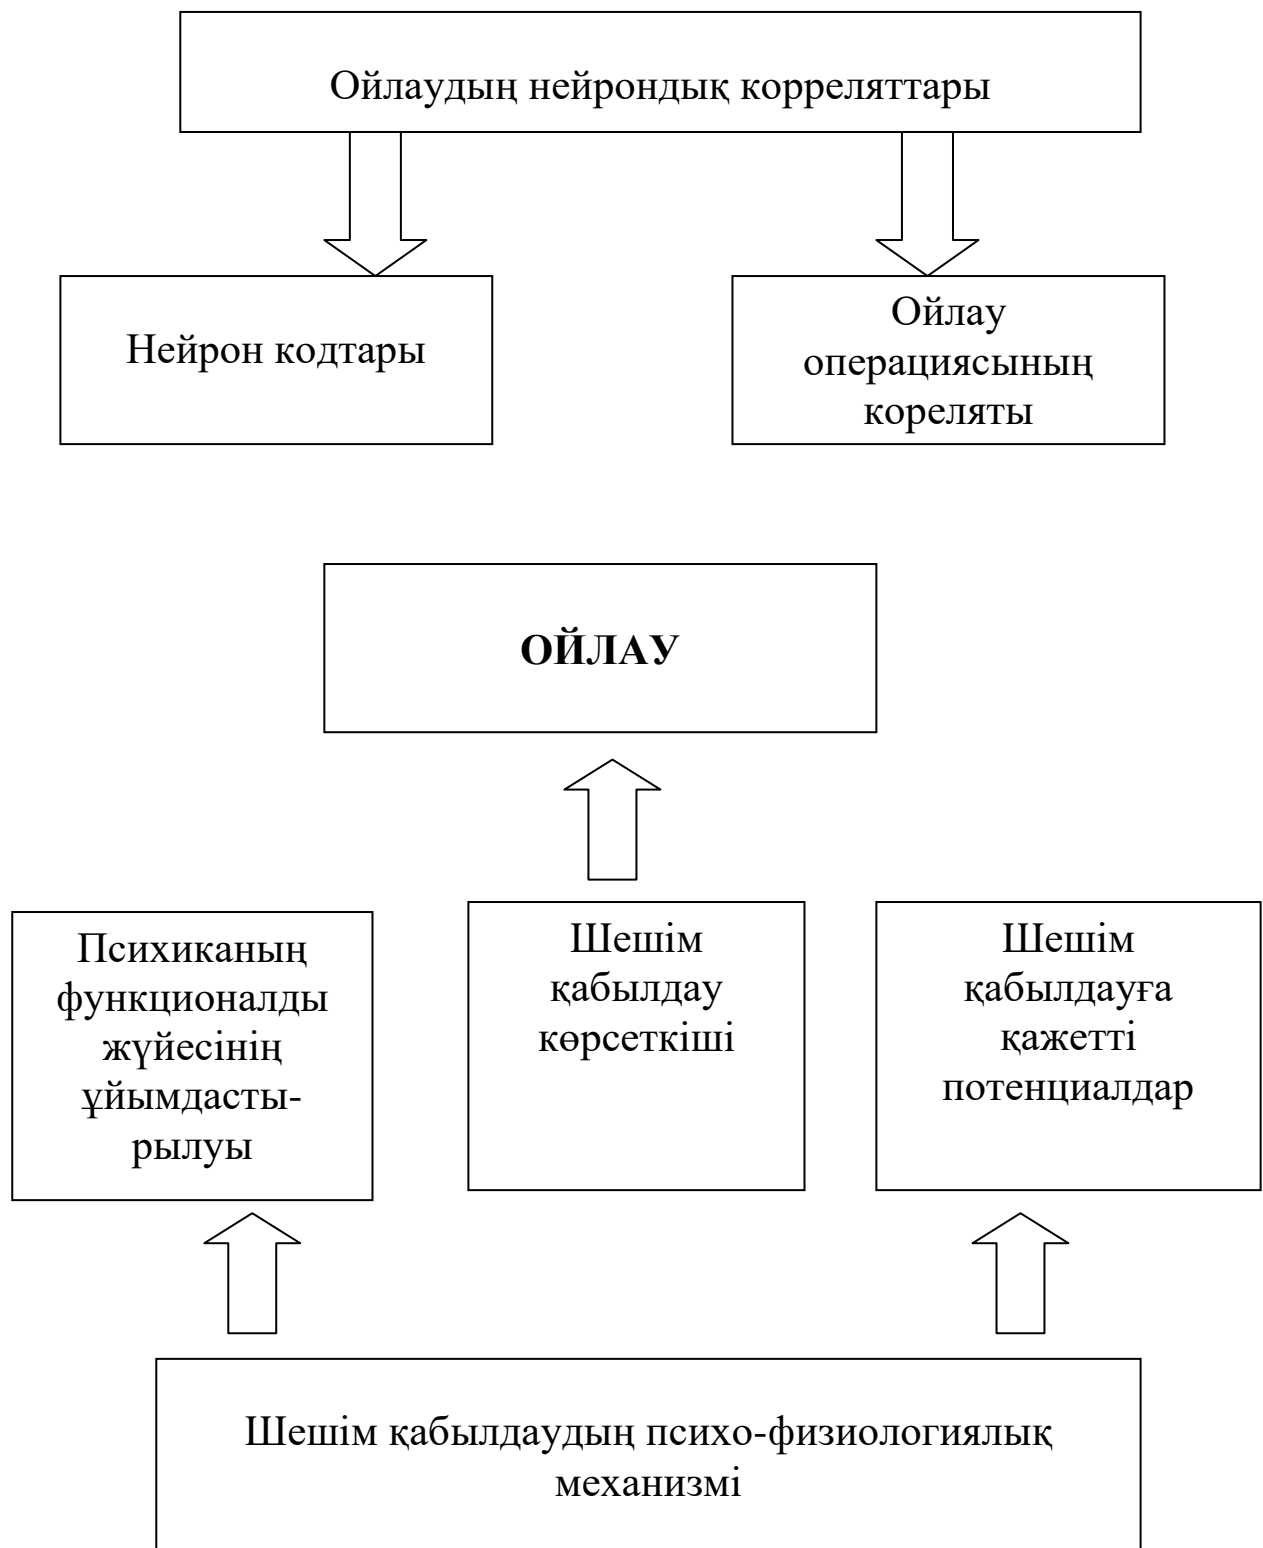 Ойлаудың нейрондық корреляттары
Нейрон кодтары
Ойлау
операциясының
кореляты
ОЙЛАУ
Психиканың
функционалды
жүйесінің
ұйымдасты-
рылуы
Шешім
қабылдау
көрсеткіші
Шешім
қабылдауға
қажетті
потенциалдар
Шешім қабылдаудың психо-физиологиялық
механизмі